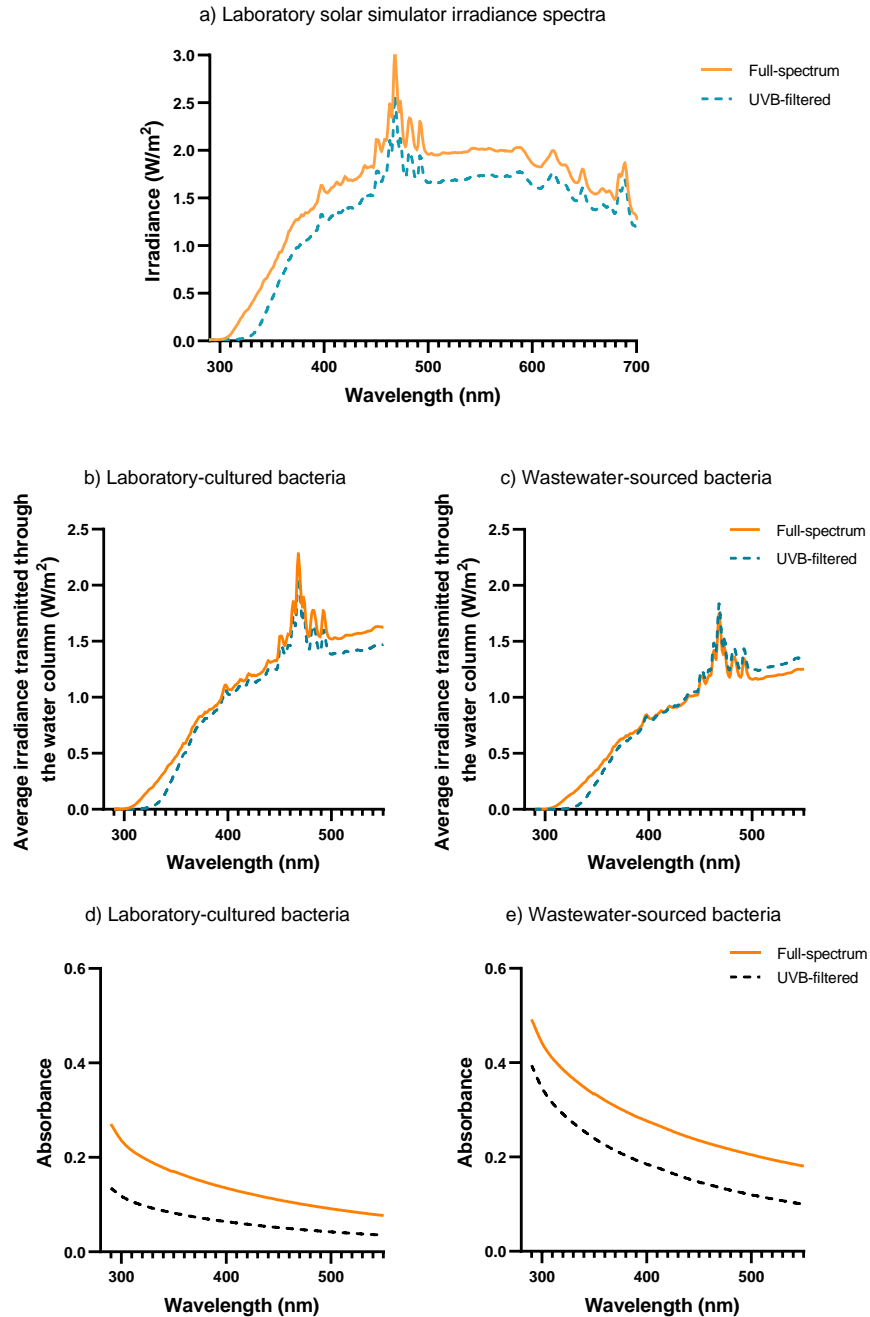 a) Laboratory solar simulator irradiance spectra
3.0
2.5
2.0
1.5
1.0
0.5
0.0
Irradiance (W/m²)
300
400
500
600
700
Wavelength (nm)
Full-spectrum
UVB-filtered
b) Laboratory-cultured bacteria
Average irradiance transmitted through
the water column (W/m²)
2.5
2.0
1.5
1.0
0.5
0.0
300
400
500
Wavelength (nm)
c) Wastewater-sourced bacteria
Average irradiance transmitted through
the water column (W/m²)
2.5
2.0
1.5
1.0
0.5
0.0
300
400
500
Wavelength (nm)
Full-spectrum
UVB-filtered
d) Laboratory-cultured bacteria
Absorbance
0.6
0.4
0.2
0.0
300
400
500
Wavelength (nm)
e) Wastewater-sourced bacteria
Absorbance
0.6
0.4
0.2
0.0
300
400
500
Wavelength (nm)
Full-spectrum
UVB-filtered